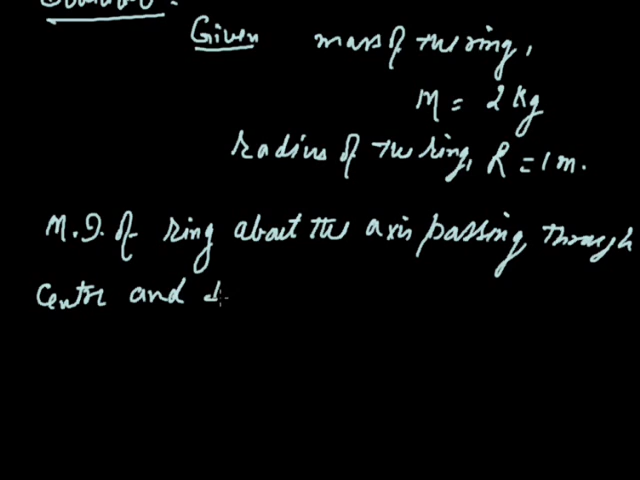 Given mass of the ring,
M = 2 Kg
radius of the ring, R = 1 m.
M.I. of ring about the axis passing through
Centre and